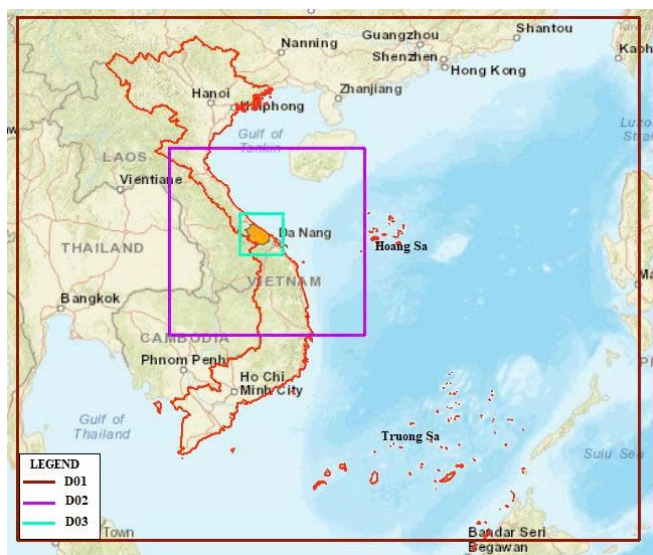 Shantou
Guangzhou
Nanning
Shenzhen
Hong Kong
Kaoh
Zhanjiang
Hanoi
Haiphong
Gulf of
Tonkin
LAOS
Vientiane
Da Nang
Hoang Sa
THAILAND
VIETNAM
Ma
Bangkok
CAMBODIA
Phnom Penh
Ho Chi
Minh City
Gulf of
Thailand
Truong Sa
Sulu Sea
LEGEND
D01
D02
D03
Town
Bandar Seri
Begawan